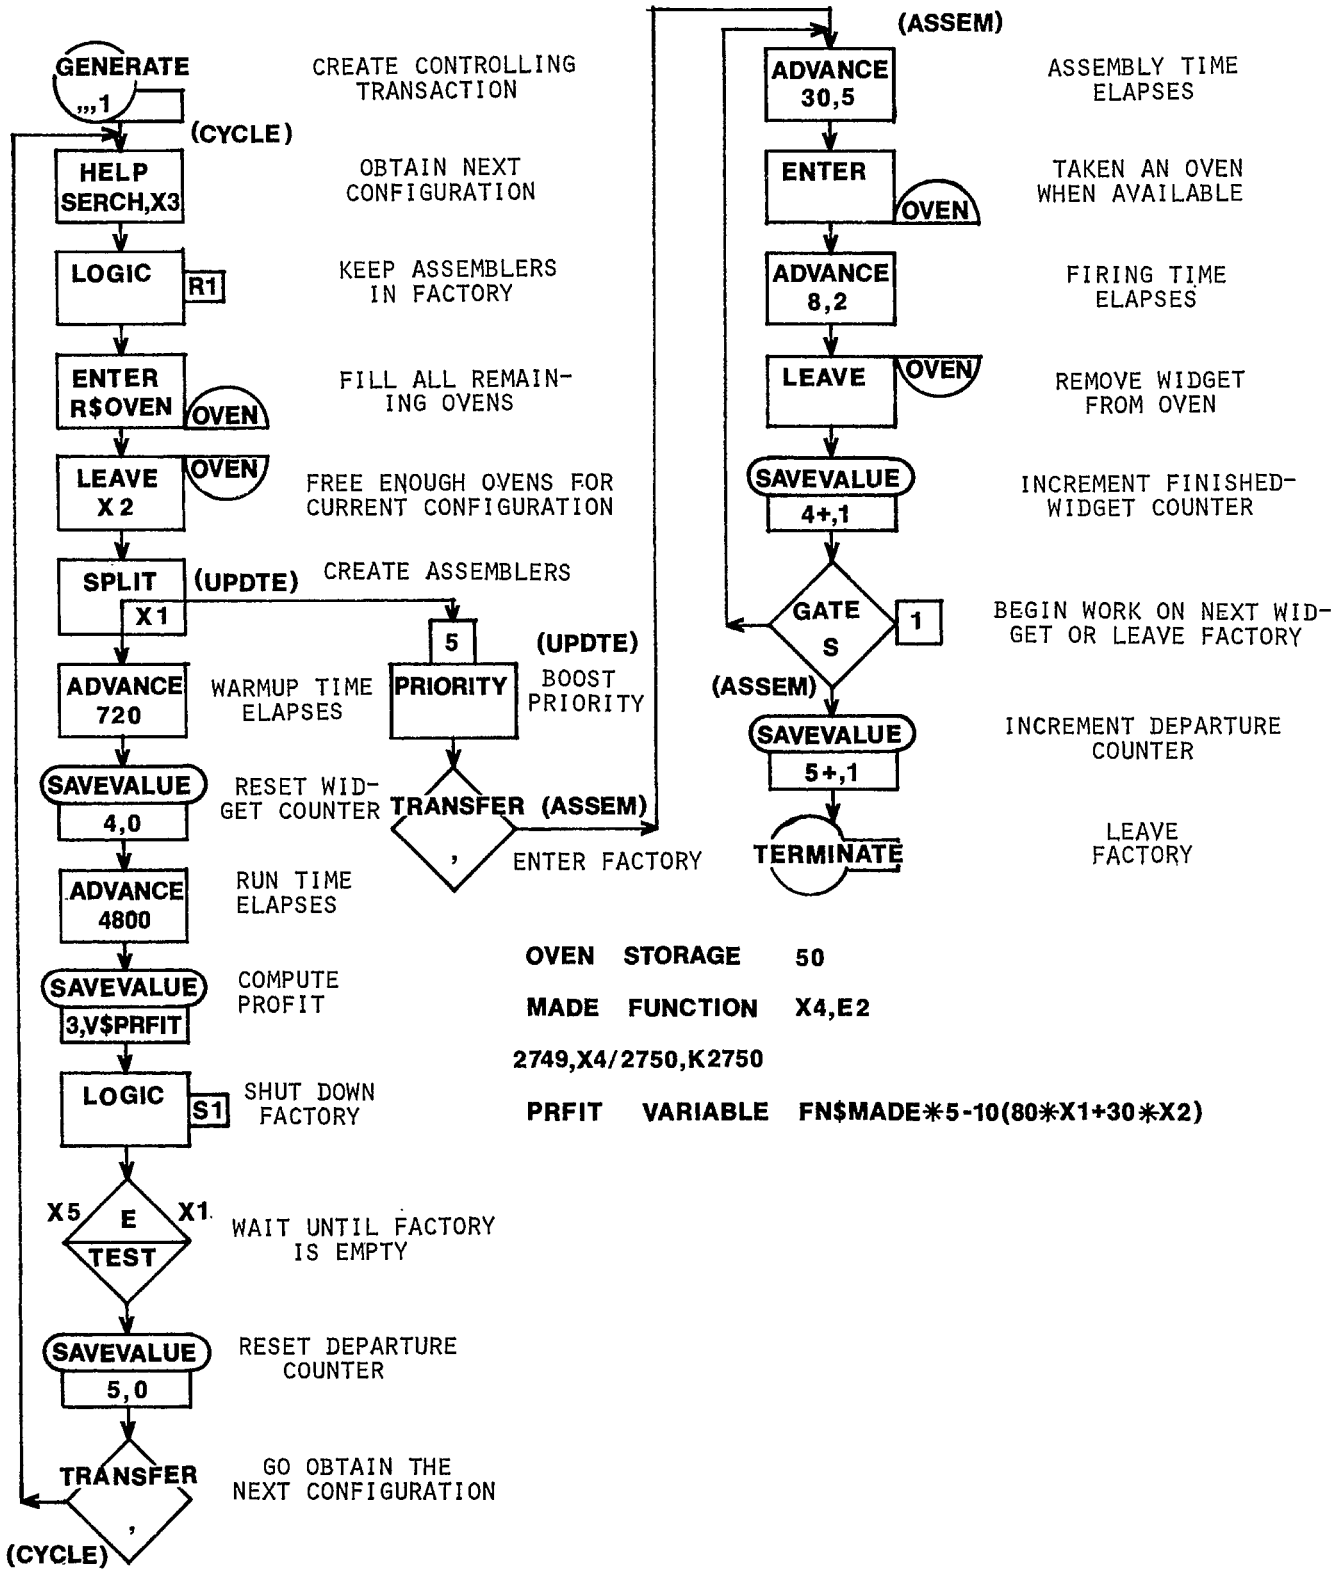 GENERATE
,,,1
CREATE CONTROLLING
TRANSACTION
(CYCLE)
HELP
SERCH,X3
OBTAIN NEXT
CONFIGURATION
LOGIC
R1
KEEP ASSEMBLERS
IN FACTORY
ENTER
R$OVEN
OVEN
FILL ALL REMAIN-
ING OVENS
LEAVE
X2
OVEN
FREE ENOUGH OVENS FOR
CURRENT CONFIGURATION
SPLIT
X1
(UPDTE)
CREATE ASSEMBLERS
ADVANCE
720
WARMUP TIME
ELAPSES
SAVEVALUE
4,0
RESET WID-
GET COUNTER
ADVANCE
4800
RUN TIME
ELAPSES
SAVEVALUE
3,V$PRFIT
COMPUTE
PROFIT
LOGIC
S1
SHUT DOWN
FACTORY
X5
E
X1
TEST
WAIT UNTIL FACTORY
IS EMPTY
SAVEVALUE
5,0
RESET DEPARTURE
COUNTER
TRANSFER
,
(CYCLE)
GO OBTAIN THE
NEXT CONFIGURATION
5
(UPDTE)
PRIORITY
BOOST
PRIORITY
TRANSFER
,
(ASSEM)
ENTER FACTORY
(ASSEM)
ADVANCE
30,5
ASSEMBLY TIME
ELAPSES
ENTER
OVEN
TAKEN AN OVEN
WHEN AVAILABLE
ADVANCE
8,2
FIRING TIME
ELAPSES
LEAVE
OVEN
REMOVE WIDGET
FROM OVEN
SAVEVALUE
4+,1
INCREMENT FINISHED-
WIDGET COUNTER
GATE
S
1
(ASSEM)
BEGIN WORK ON NEXT WID-
GET OR LEAVE FACTORY
SAVEVALUE
5+,1
INCREMENT DEPARTURE
COUNTER
TERMINATE
LEAVE
FACTORY
OVEN STORAGE 50
MADE FUNCTION X4,E2
2749,X4/2750,K2750
PRFIT VARIABLE FN$MADE*5-10(80*X1+30*X2)